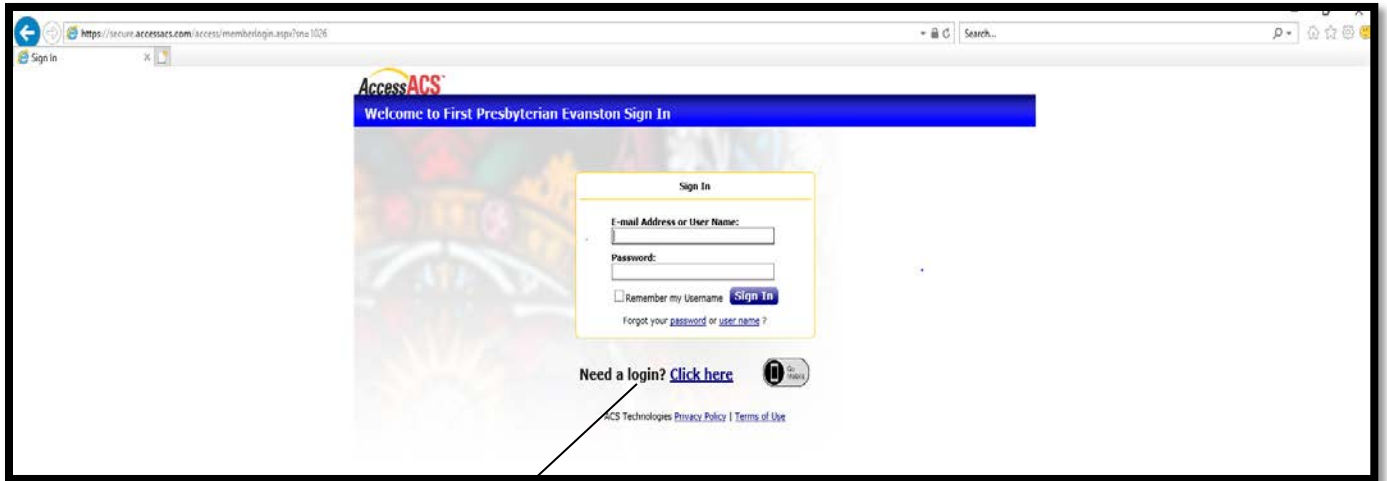 https://secure.accessacs.com/access/memberlogin.aspx?sn=1026
Search...
Sign In
AccessACS
Welcome to First Presbyterian Evanston Sign In
Sign In
E-mail Address or User Name:
Password:
Remember my Username Sign In
Forgot your password or user name ?
Need a login? Click here
Go
Mobile
ACS Technologies Privacy Policy | Terms of Use